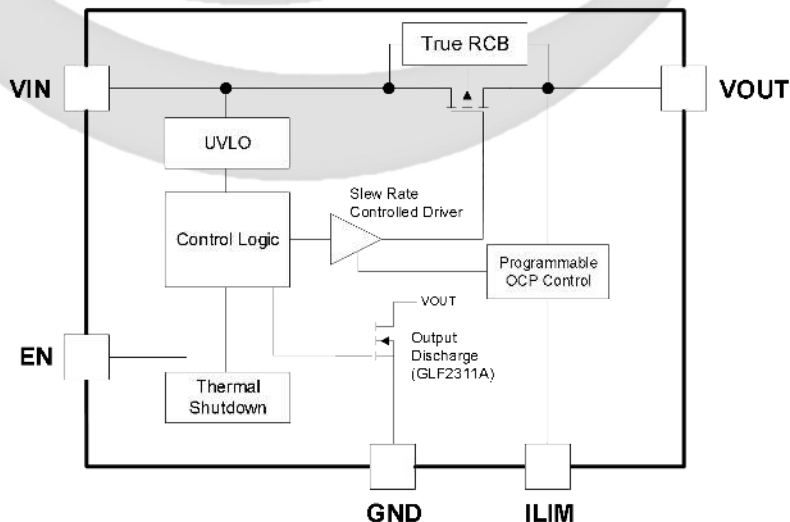 True RCB
VIN
VOUT
UVLO
Slew Rate
Controlled Driver
Control Logic
Programmable
OCP Control
VOUT
EN
Output
Discharge
(GLF2311A)
Thermal
Shutdown
GND
ILIM